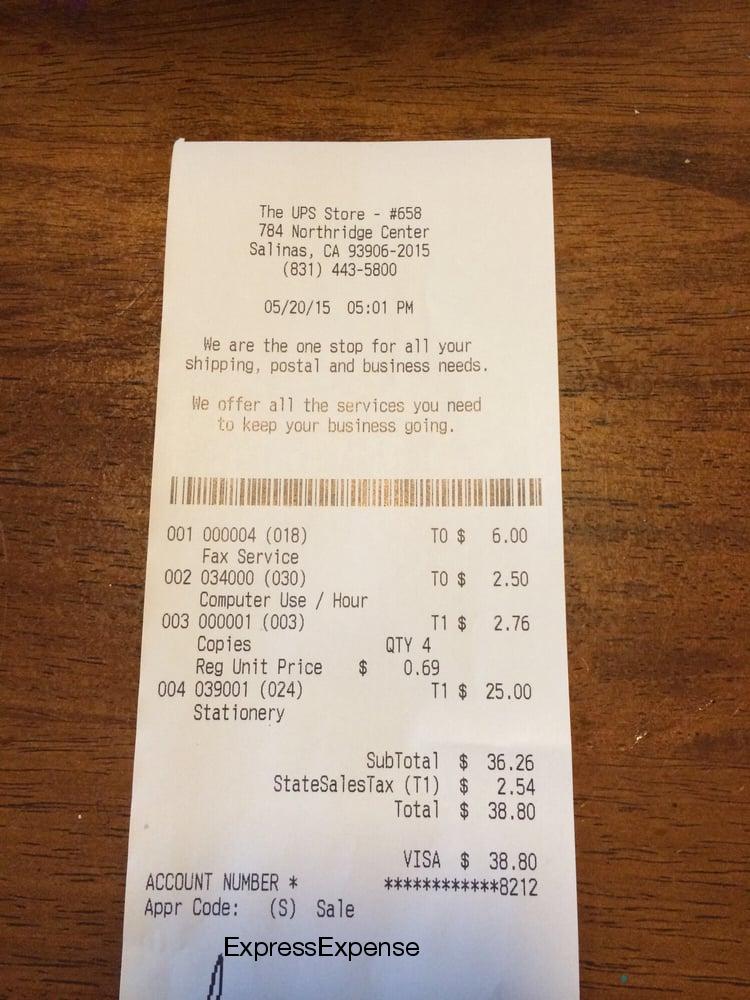 The UPS Store - #658
784 Northridge Center
Salinas, CA 93906-2015
(831) 443-5800
05/20/15 05:01 PM
We are the one stop for all your
shipping, postal and business needs.
We offer all the services you need
to keep your business going.
001 000004 (018) T0 $ 6.00
Fax Service
002 034000 (030) T0 $ 2.50
Computer Use / Hour
003 000001 (003) T1 $ 2.76
Copies QTY 4
Reg Unit Price $ 0.69
004 039001 (024) T1 $ 25.00
Stationery
SubTotal $ 36.26
StateSalesTax (T1) $ 2.54
Total $ 38.80
VISA $ 38.80
ACCOUNT NUMBER * ************8212
Appr Code: (S) Sale
ExpressExpense